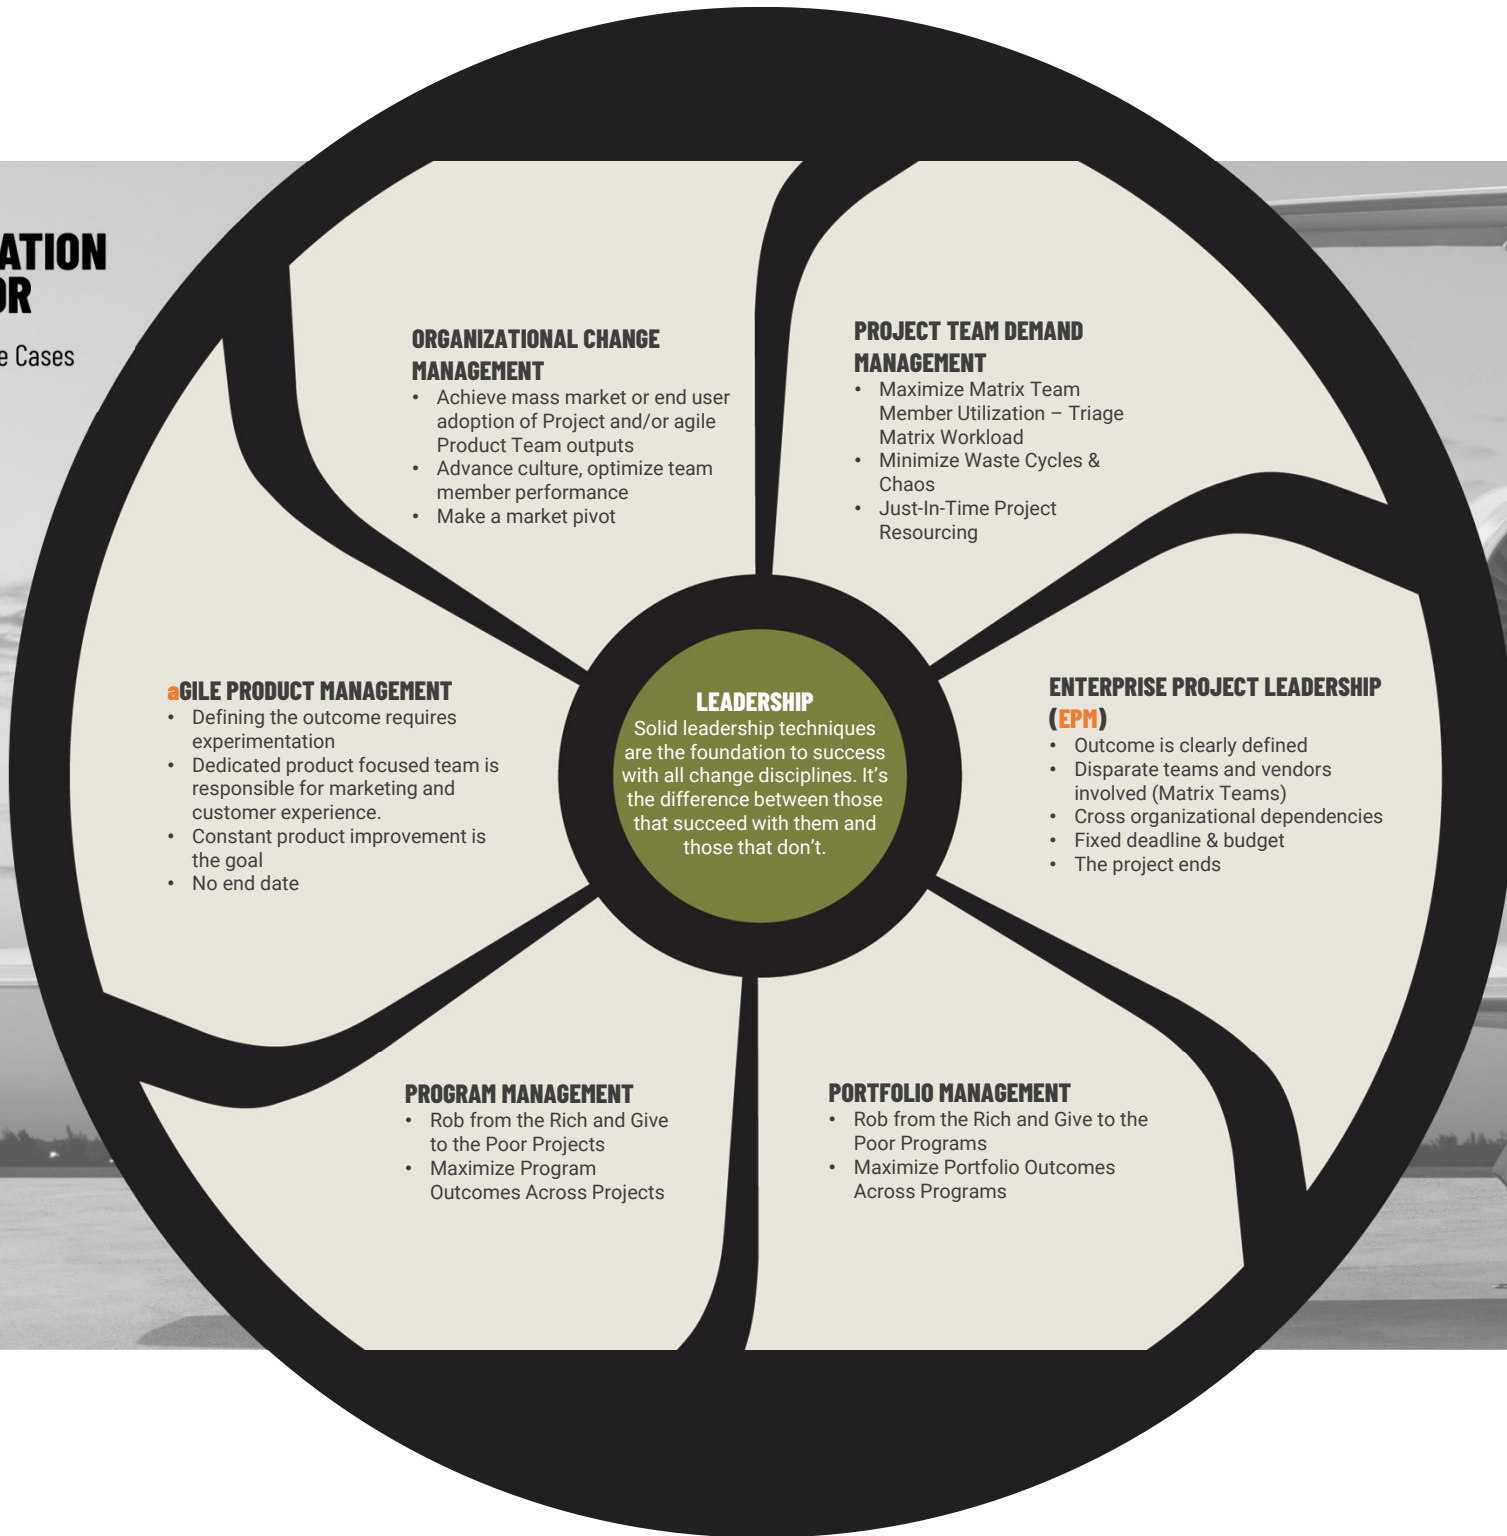 ATION
OR
e Cases
ORGANIZATIONAL CHANGE
MANAGEMENT
• Achieve mass market or end user
adoption of Project and/or agile
Product Team outputs
• Advance culture, optimize team
member performance
• Make a market pivot
PROJECT TEAM DEMAND
MANAGEMENT
• Maximize Matrix Team
Member Utilization – Triage
Matrix Workload
• Minimize Waste Cycles &
Chaos
• Just-In-Time Project
Resourcing
aGILE PRODUCT MANAGEMENT
• Defining the outcome requires
experimentation
• Dedicated product focused team is
responsible for marketing and
customer experience.
• Constant product improvement is
the goal
• No end date
LEADERSHIP
Solid leadership techniques
are the foundation to success
with all change disciplines. It’s
the difference between those
that succeed with them and
those that don’t.
ENTERPRISE PROJECT LEADERSHIP
(EPM)
• Outcome is clearly defined
• Disparate teams and vendors
involved (Matrix Teams)
• Cross organizational dependencies
• Fixed deadline & budget
• The project ends
PROGRAM MANAGEMENT
• Rob from the Rich and Give
to the Poor Projects
• Maximize Program
Outcomes Across Projects
PORTFOLIO MANAGEMENT
• Rob from the Rich and Give to the
Poor Programs
• Maximize Portfolio Outcomes
Across Programs